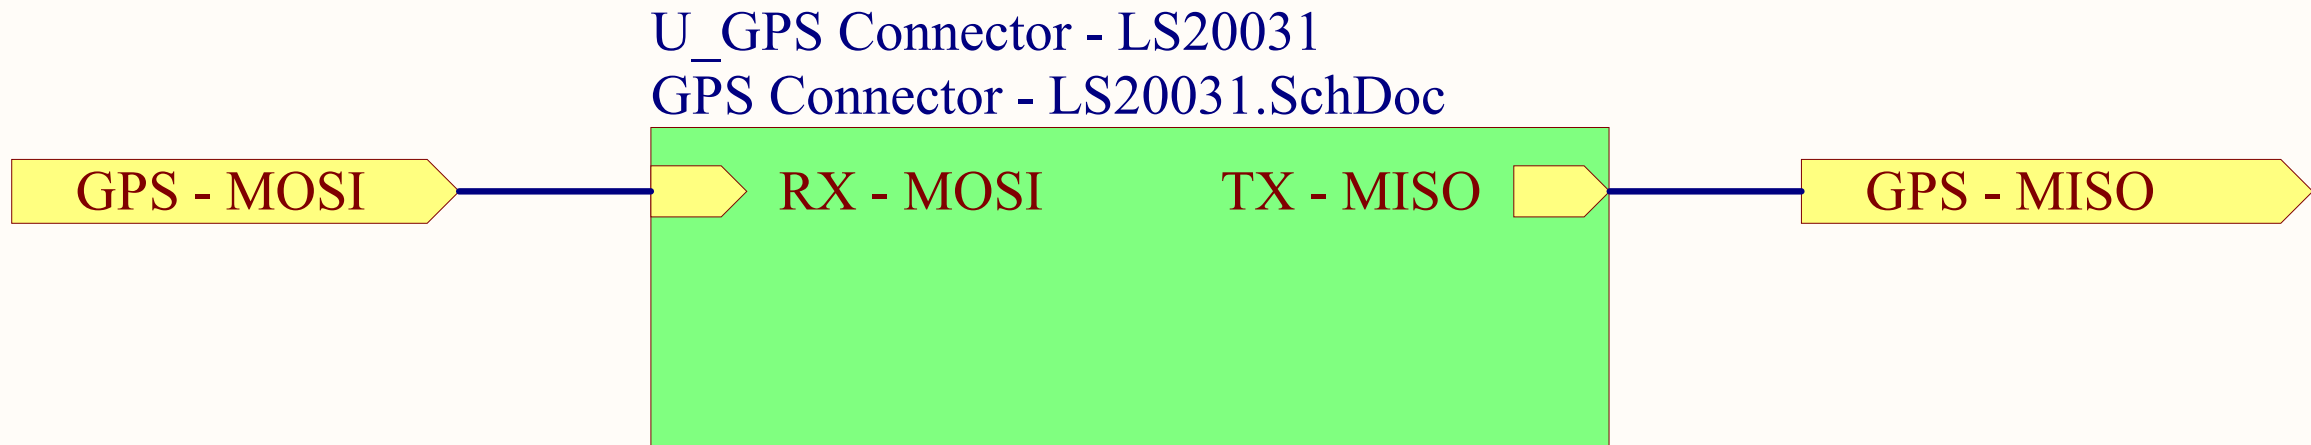 U_GPS Connector - LS20031
GPS Connector - LS20031.SchDoc
GPS - MOSI
RX - MOSI
TX - MISO
GPS - MISO